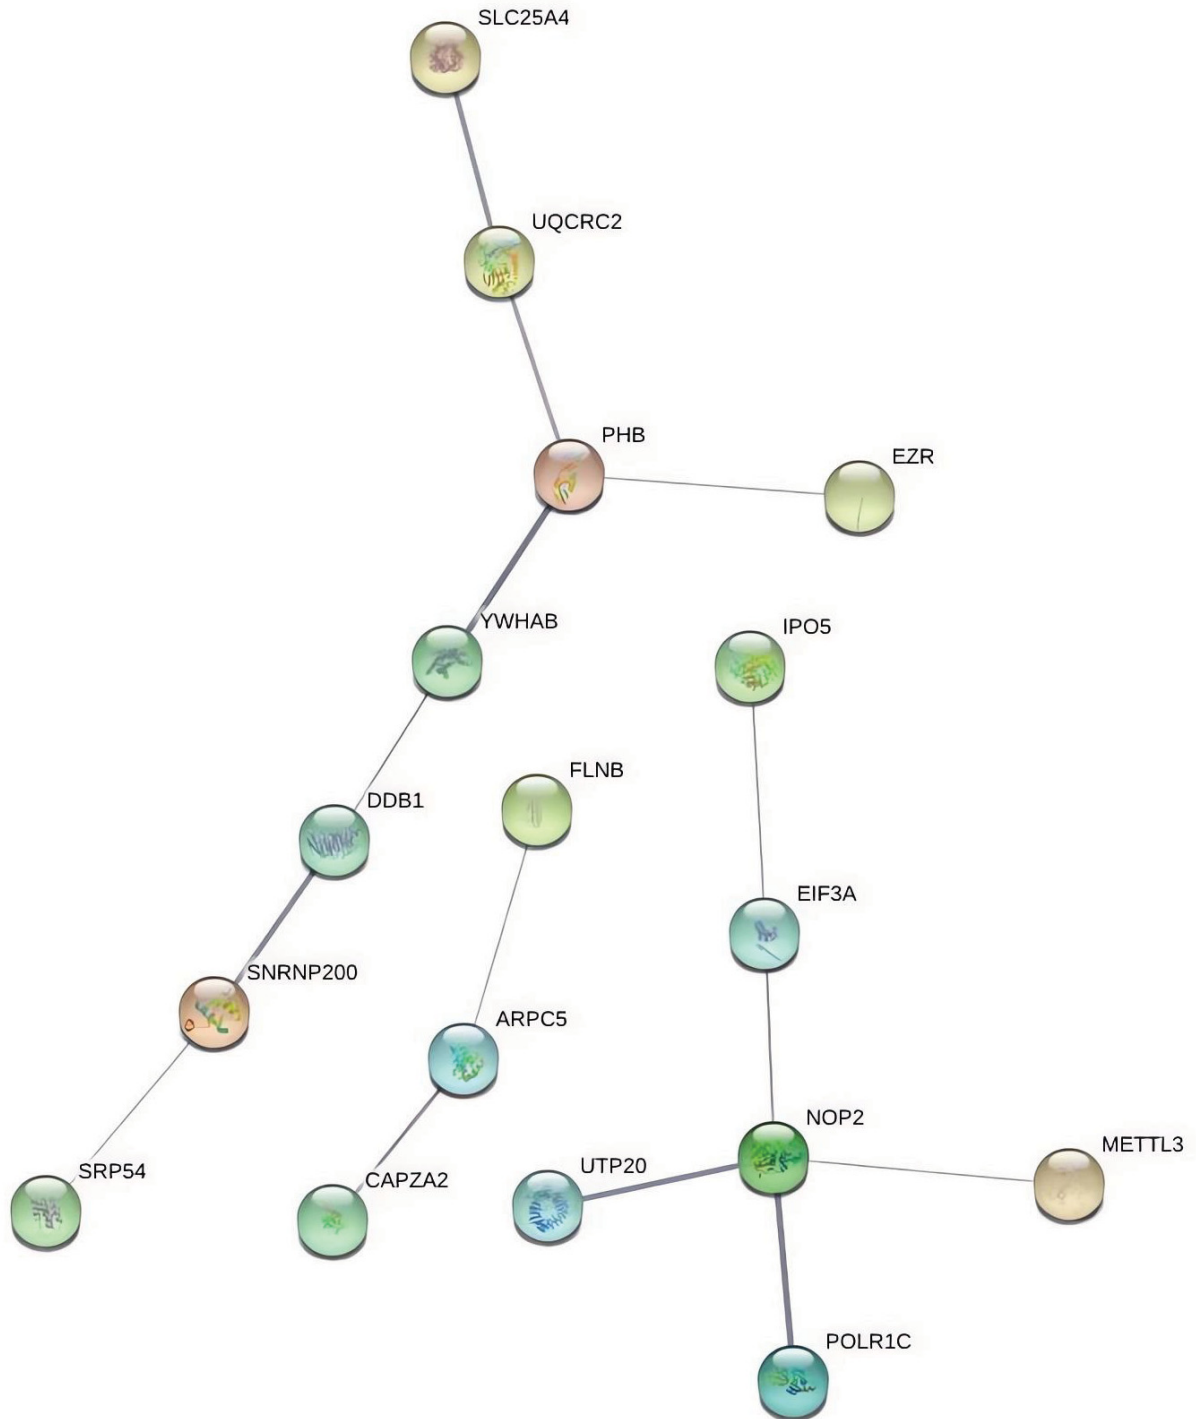 SLC25A4
UQCRC2
PHB
EZR
YWHAB
IPO5
FLNB
DDB1
EIF3A
SNRNP200
ARPC5
NOP2
METTL3
UTP20
SRP54
CAPZA2
POLR1C